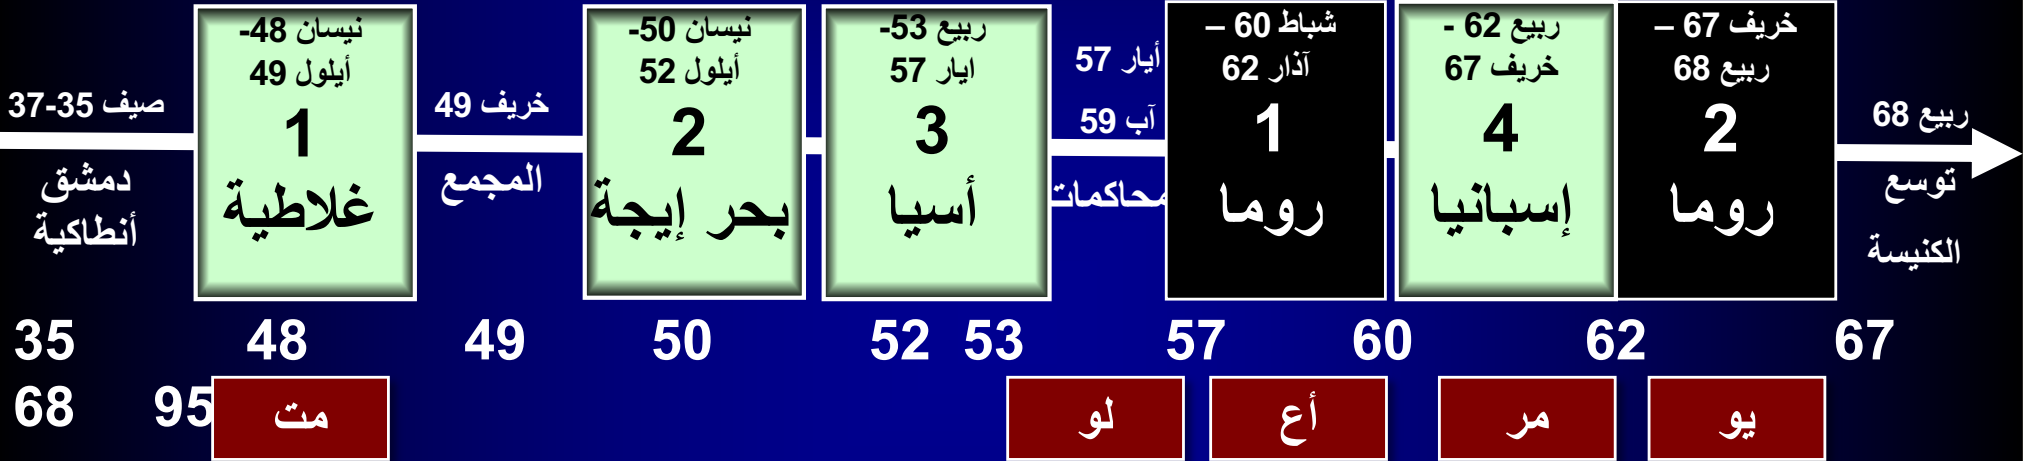 صيف 35-37
دمشق
أنطاكية
نيسان 48-
أيلول 49
1
غلاطية
خريف 49
المجمع
نيسان 50-
أيلول 52
2
بحر إيجة
ربيع 53-
ايار 57
3
أسيا
أيار 57
آب 59
محاكمات
شباط 60 –
آذار 62
1
روما
ربيع 62 -
خريف 67
4
إسبانيا
خريف 67 –
ربيع 68
2
روما
ربيع 68
توسع
الكنيسة
35 48 49 50 52 53 57 60 62 67
68 95
مت
لو
أع
مر
يو